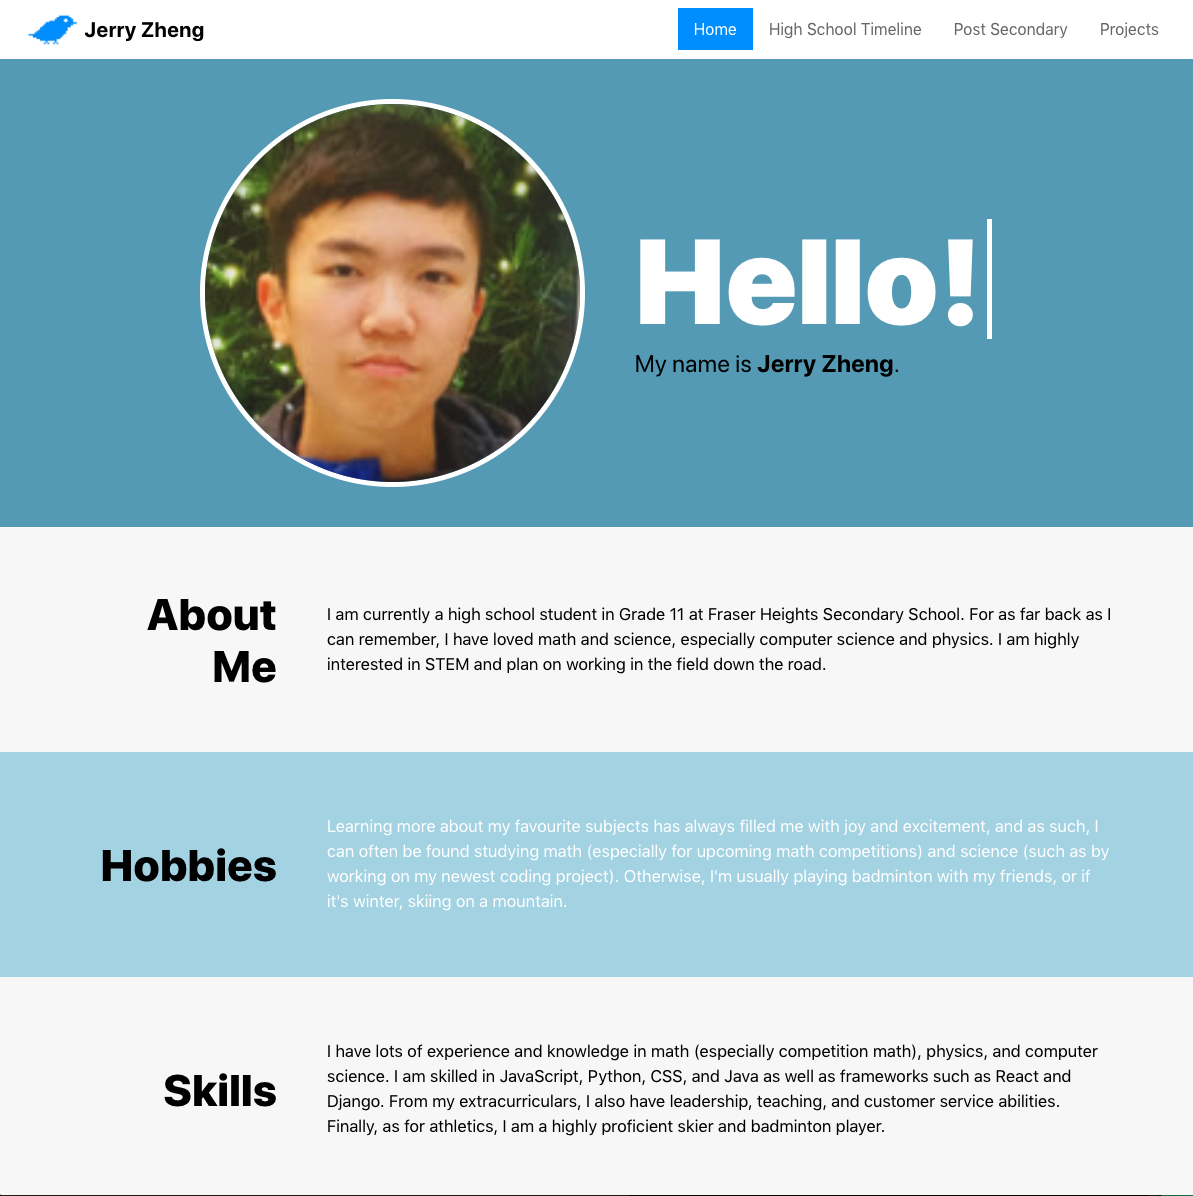 Jerry Zheng
Home
High School Timeline
Post Secondary
Projects
Hello!
My name is Jerry Zheng.
About
Me
I am currently a high school student in Grade 11 at Fraser Heights Secondary School. For as far back as I
can remember, I have loved math and science, especially computer science and physics. I am highly
interested in STEM and plan on working in the field down the road.
Hobbies
Learning more about my favourite subjects has always filled me with joy and excitement, and as such, I
can often be found studying math (especially for upcoming math competitions) and science (such as by
working on my newest coding project). Otherwise, I'm usually playing badminton with my friends, or if
it's winter, skiing on a mountain.
Skills
I have lots of experience and knowledge in math (especially competition math), physics, and computer
science. I am skilled in JavaScript, Python, CSS, and Java as well as frameworks such as React and
Django. From my extracurriculars, I also have leadership, teaching, and customer service abilities.
Finally, as for athletics, I am a highly proficient skier and badminton player.